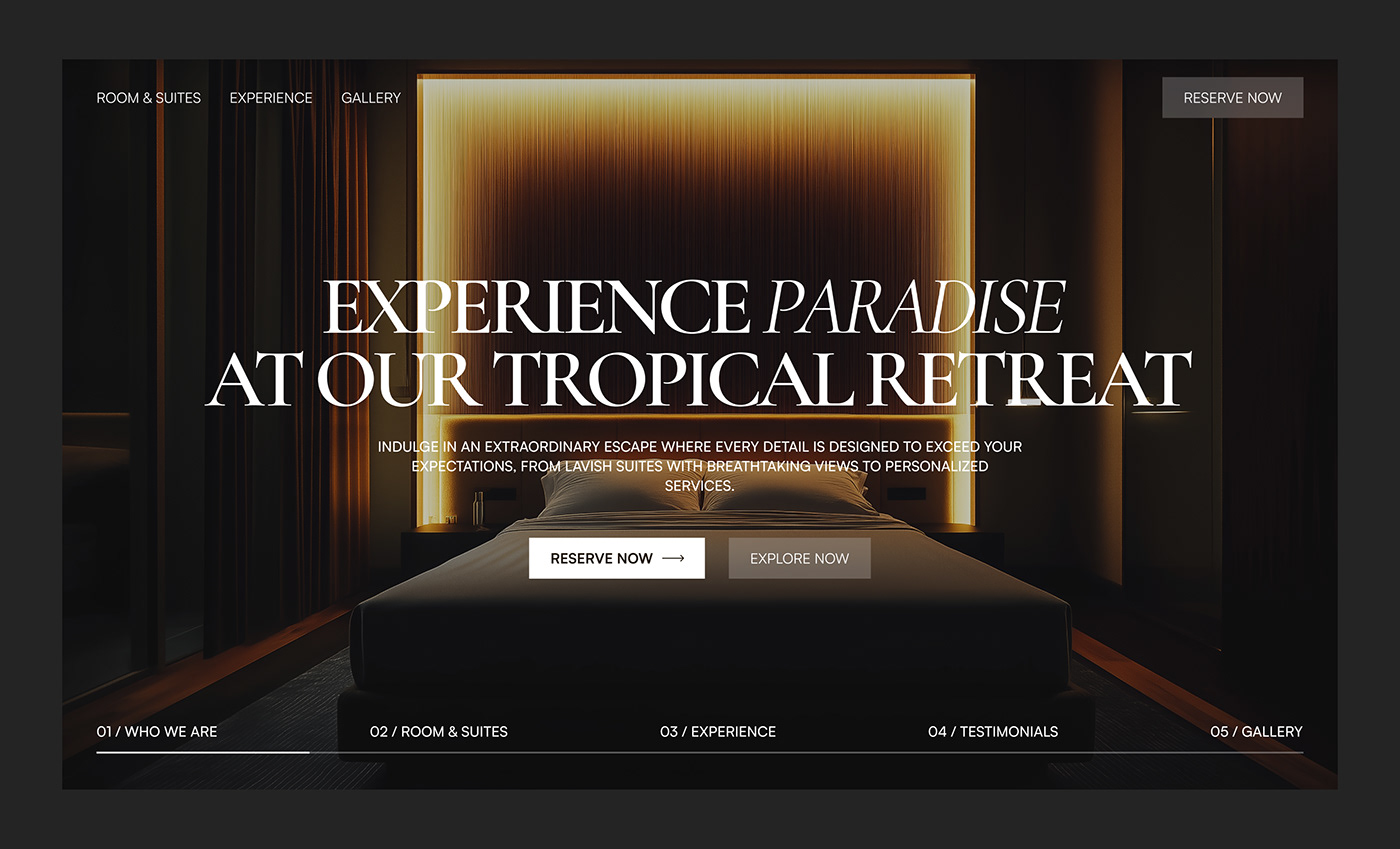 ROOM & SUITES EXPERIENCE GALLERY RESERVE NOW
EXPERIENCE PARADISE
AT OUR TROPICAL RETREAT
INDULGE IN AN EXTRAORDINARY ESCAPE WHERE EVERY DETAIL IS DESIGNED TO EXCEED YOUR
EXPECTATIONS, FROM LAVISH SUITES WITH BREATHTAKING VIEWS TO PERSONALIZED
SERVICES.
RESERVE NOW → EXPLORE NOW
01 / WHO WE ARE 02 / ROOM & SUITES 03 / EXPERIENCE 04 / TESTIMONIALS 05 / GALLERY